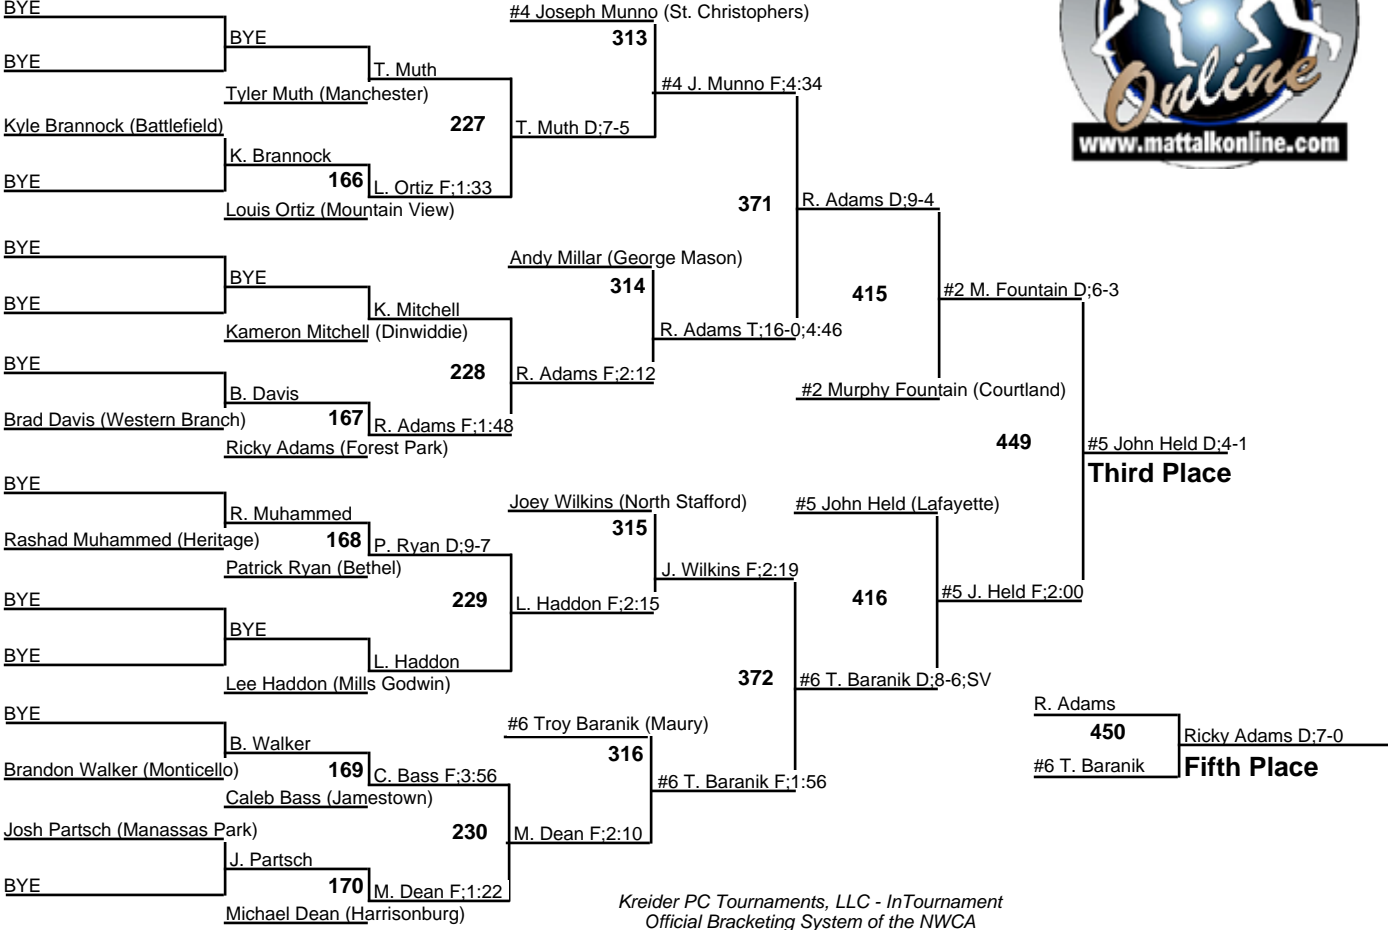 BYE
BYE
BYE
T. Muth
Tyler Muth (Manchester)
Kyle Brannock (Battlefield)
227
T. Muth D;7-5
K. Brannock
BYE
166
L. Ortiz F;1:33
Louis Ortiz (Mountain View)
#4 Joseph Munno (St. Christophers)
313
#4 J. Munno F;4:34
Online
www.mattalkonline.com
371
R. Adams D;9-4
BYE
BYE
BYE
K. Mitchell
Kameron Mitchell (Dinwiddie)
Andy Millar (George Mason)
314
R. Adams T;16-0;4:46
415
#2 M. Fountain D;6-3
BYE
B. Davis
228
R. Adams F;2:12
Brad Davis (Western Branch)
167
R. Adams F;1:48
Ricky Adams (Forest Park)
#2 Murphy Fountain (Courtland)
449
#5 John Held D;4-1
Third Place
BYE
R. Muhammed
Rashad Muhammed (Heritage)
168
P. Ryan D;9-7
Patrick Ryan (Bethel)
Joey Wilkins (North Stafford)
315
J. Wilkins F;2:19
#5 John Held (Lafayette)
416
#5 J. Held F;2:00
BYE
229
L. Haddon F;2:15
BYE
BYE
L. Haddon
Lee Haddon (Mills Godwin)
372
#6 T. Baranik D;8-6;SV
BYE
B. Walker
Brandon Walker (Monticello)
169
C. Bass F;3:56
Caleb Bass (Jamestown)
#6 Troy Baranik (Maury)
316
#6 T. Baranik F;1:56
R. Adams
450
Ricky Adams D;7-0
#6 T. Baranik
Fifth Place
Josh Partsch (Manassas Park)
230
M. Dean F;2:10
J. Partsch
BYE
170
M. Dean F;1:22
Michael Dean (Harrisonburg)
Kreider PC Tournaments, LLC - InTournament
Official Bracketing System of the NWCA